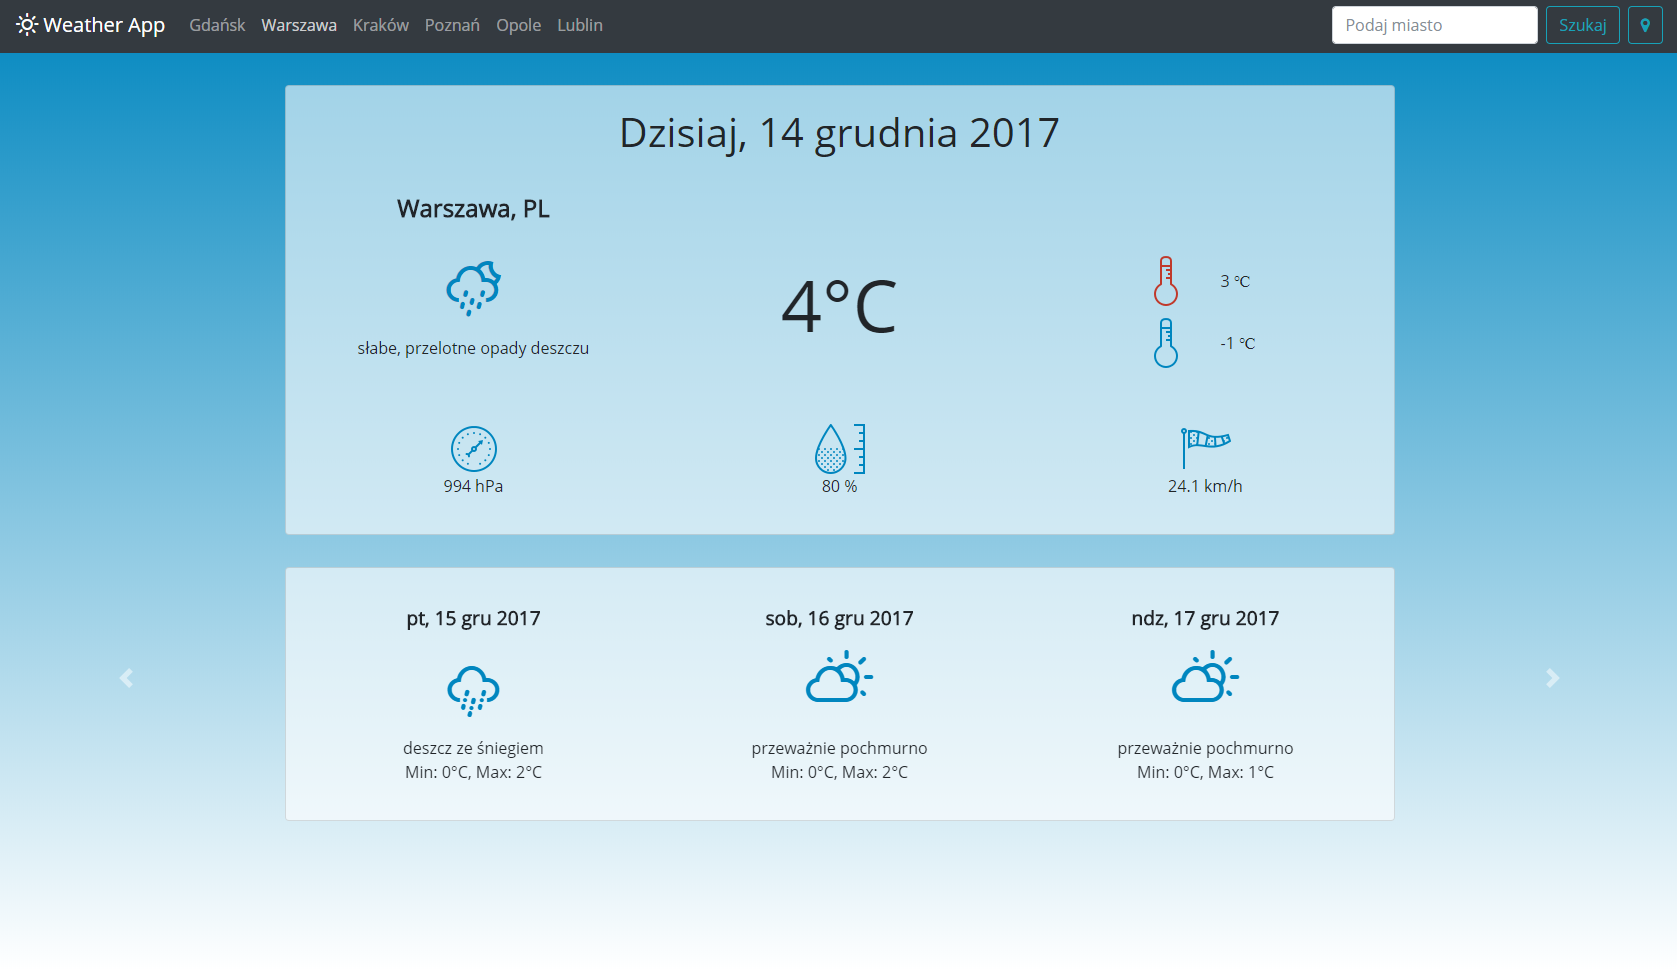 Weather App Gdańsk Warszawa Kraków Poznań Opole Lublin Podaj miasto Szukaj
Dzisiaj, 14 grudnia 2017
Warszawa, PL
słabe, przelotne opady deszczu
4°C
3 °C
-1 °C
994 hPa
80 %
24.1 km/h
pt, 15 gru 2017
deszcz ze śniegiem
Min: 0°C, Max: 2°C
sob, 16 gru 2017
przeważnie pochmurno
Min: 0°C, Max: 2°C
ndz, 17 gru 2017
przeważnie pochmurno
Min: 0°C, Max: 1°C